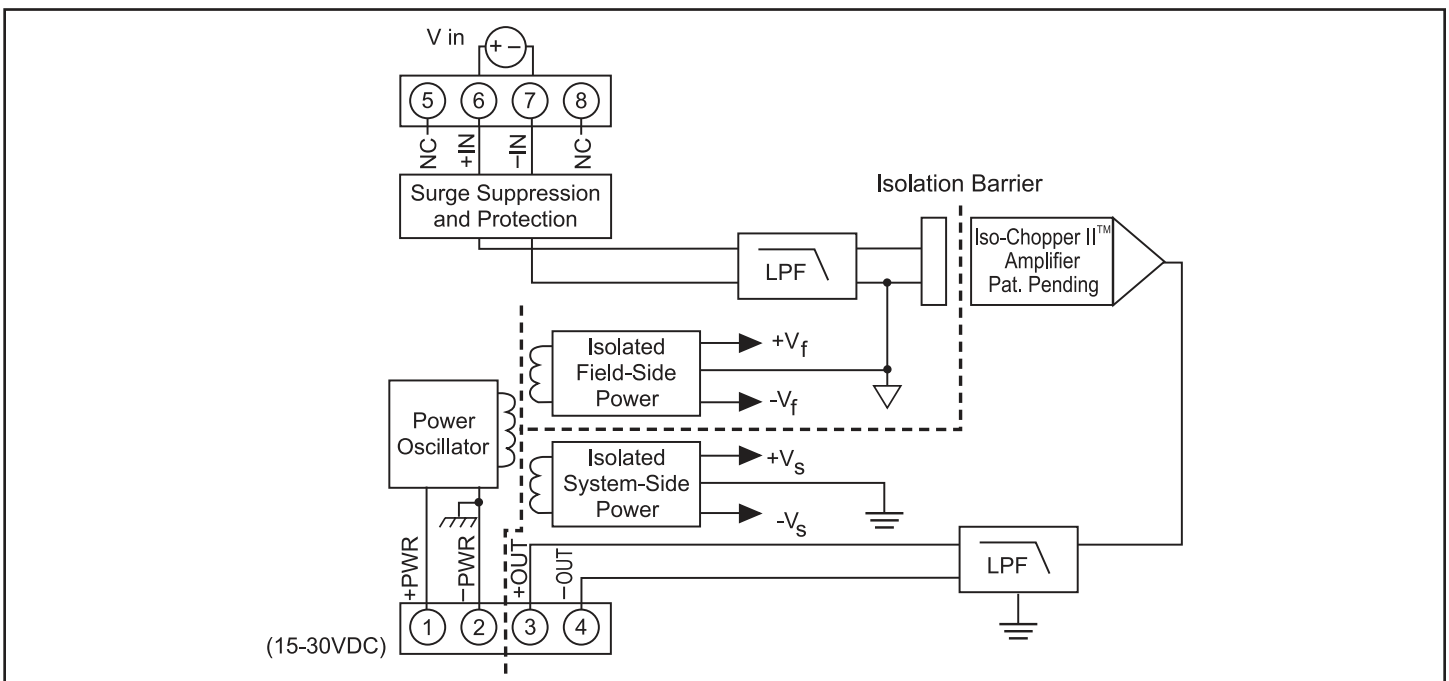 V in
+ –
5 6 7 8
NC
+IN
–IN
NC
Surge Suppression
and Protection
Isolation Barrier
LPF
Iso-Chopper II™
Amplifier
Pat. Pending
Isolated
Field-Side
Power
+Vf
-Vf
Power
Oscillator
Isolated
System-Side
Power
+Vs
-Vs
+PWR
–PWR
+OUT
–OUT
LPF
(15-30VDC)
1 2 3 4